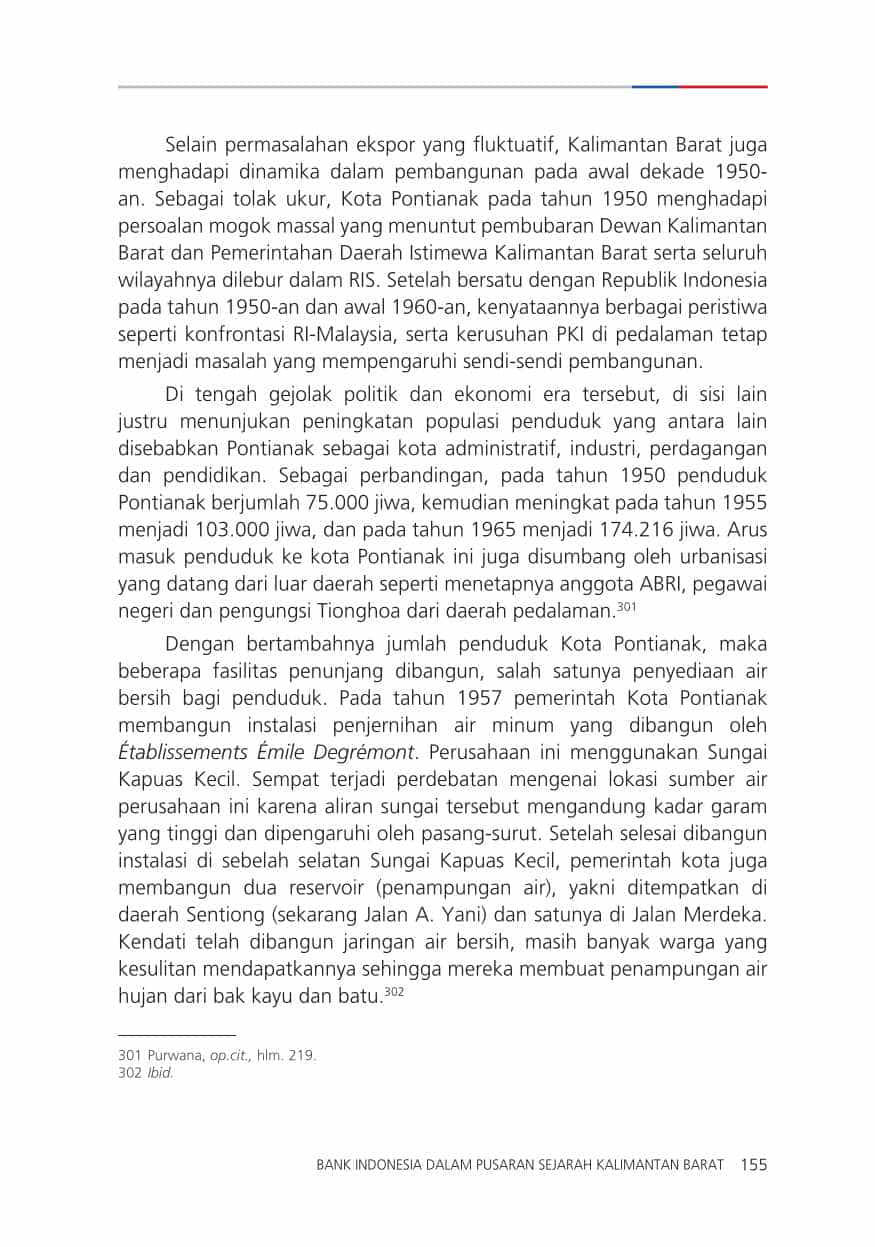 Selain permasalahan ekspor yang fluktuatif, Kalimantan Barat juga
menghadapi dinamika dalam pembangunan pada awal dekade 1950-
an. Sebagai tolak ukur, Kota Pontianak pada tahun 1950 menghadapi
persoalan mogok massal yang menuntut pembubaran Dewan Kalimantan
Barat dan Pemerintahan Daerah Istimewa Kalimantan Barat serta seluruh
wilayahnya dilebur dalam RIS. Setelah bersatu dengan Republik Indonesia
pada tahun 1950-an dan awal 1960-an, kenyataannya berbagai peristiwa
seperti konfrontasi RI-Malaysia, serta kerusuhan PKI di pedalaman tetap
menjadi masalah yang mempengaruhi sendi-sendi pembangunan.
Di tengah gejolak politik dan ekonomi era tersebut, di sisi lain
justru menunjukan peningkatan populasi penduduk yang antara lain
disebabkan Pontianak sebagai kota administratif, industri, perdagangan
dan pendidikan. Sebagai perbandingan, pada tahun 1950 penduduk
Pontianak berjumlah 75.000 jiwa, kemudian meningkat pada tahun 1955
menjadi 103.000 jiwa, dan pada tahun 1965 menjadi 174.216 jiwa. Arus
masuk penduduk ke kota Pontianak ini juga disumbang oleh urbanisasi
yang datang dari luar daerah seperti menetapnya anggota ABRI, pegawai
negeri dan pengungsi Tionghoa dari daerah pedalaman.301
Dengan bertambahnya jumlah penduduk Kota Pontianak, maka
beberapa fasilitas penunjang dibangun, salah satunya penyediaan air
bersih bagi penduduk. Pada tahun 1957 pemerintah Kota Pontianak
membangun instalasi penjernihan air minum yang dibangun oleh
Établissements Émile Degrémont. Perusahaan ini menggunakan Sungai
Kapuas Kecil. Sempat terjadi perdebatan mengenai lokasi sumber air
perusahaan ini karena aliran sungai tersebut mengandung kadar garam
yang tinggi dan dipengaruhi oleh pasang-surut. Setelah selesai dibangun
instalasi di sebelah selatan Sungai Kapuas Kecil, pemerintah kota juga
membangun dua reservoir (penampungan air), yakni ditempatkan di
daerah Sentiong (sekarang Jalan A. Yani) dan satunya di Jalan Merdeka.
Kendati telah dibangun jaringan air bersih, masih banyak warga yang
kesulitan mendapatkannya sehingga mereka membuat penampungan air
hujan dari bak kayu dan batu.302
301 Purwana, op.cit., hlm. 219.
302 Ibid.
BANK INDONESIA DALAM PUSARAN SEJARAH KALIMANTAN BARAT 155